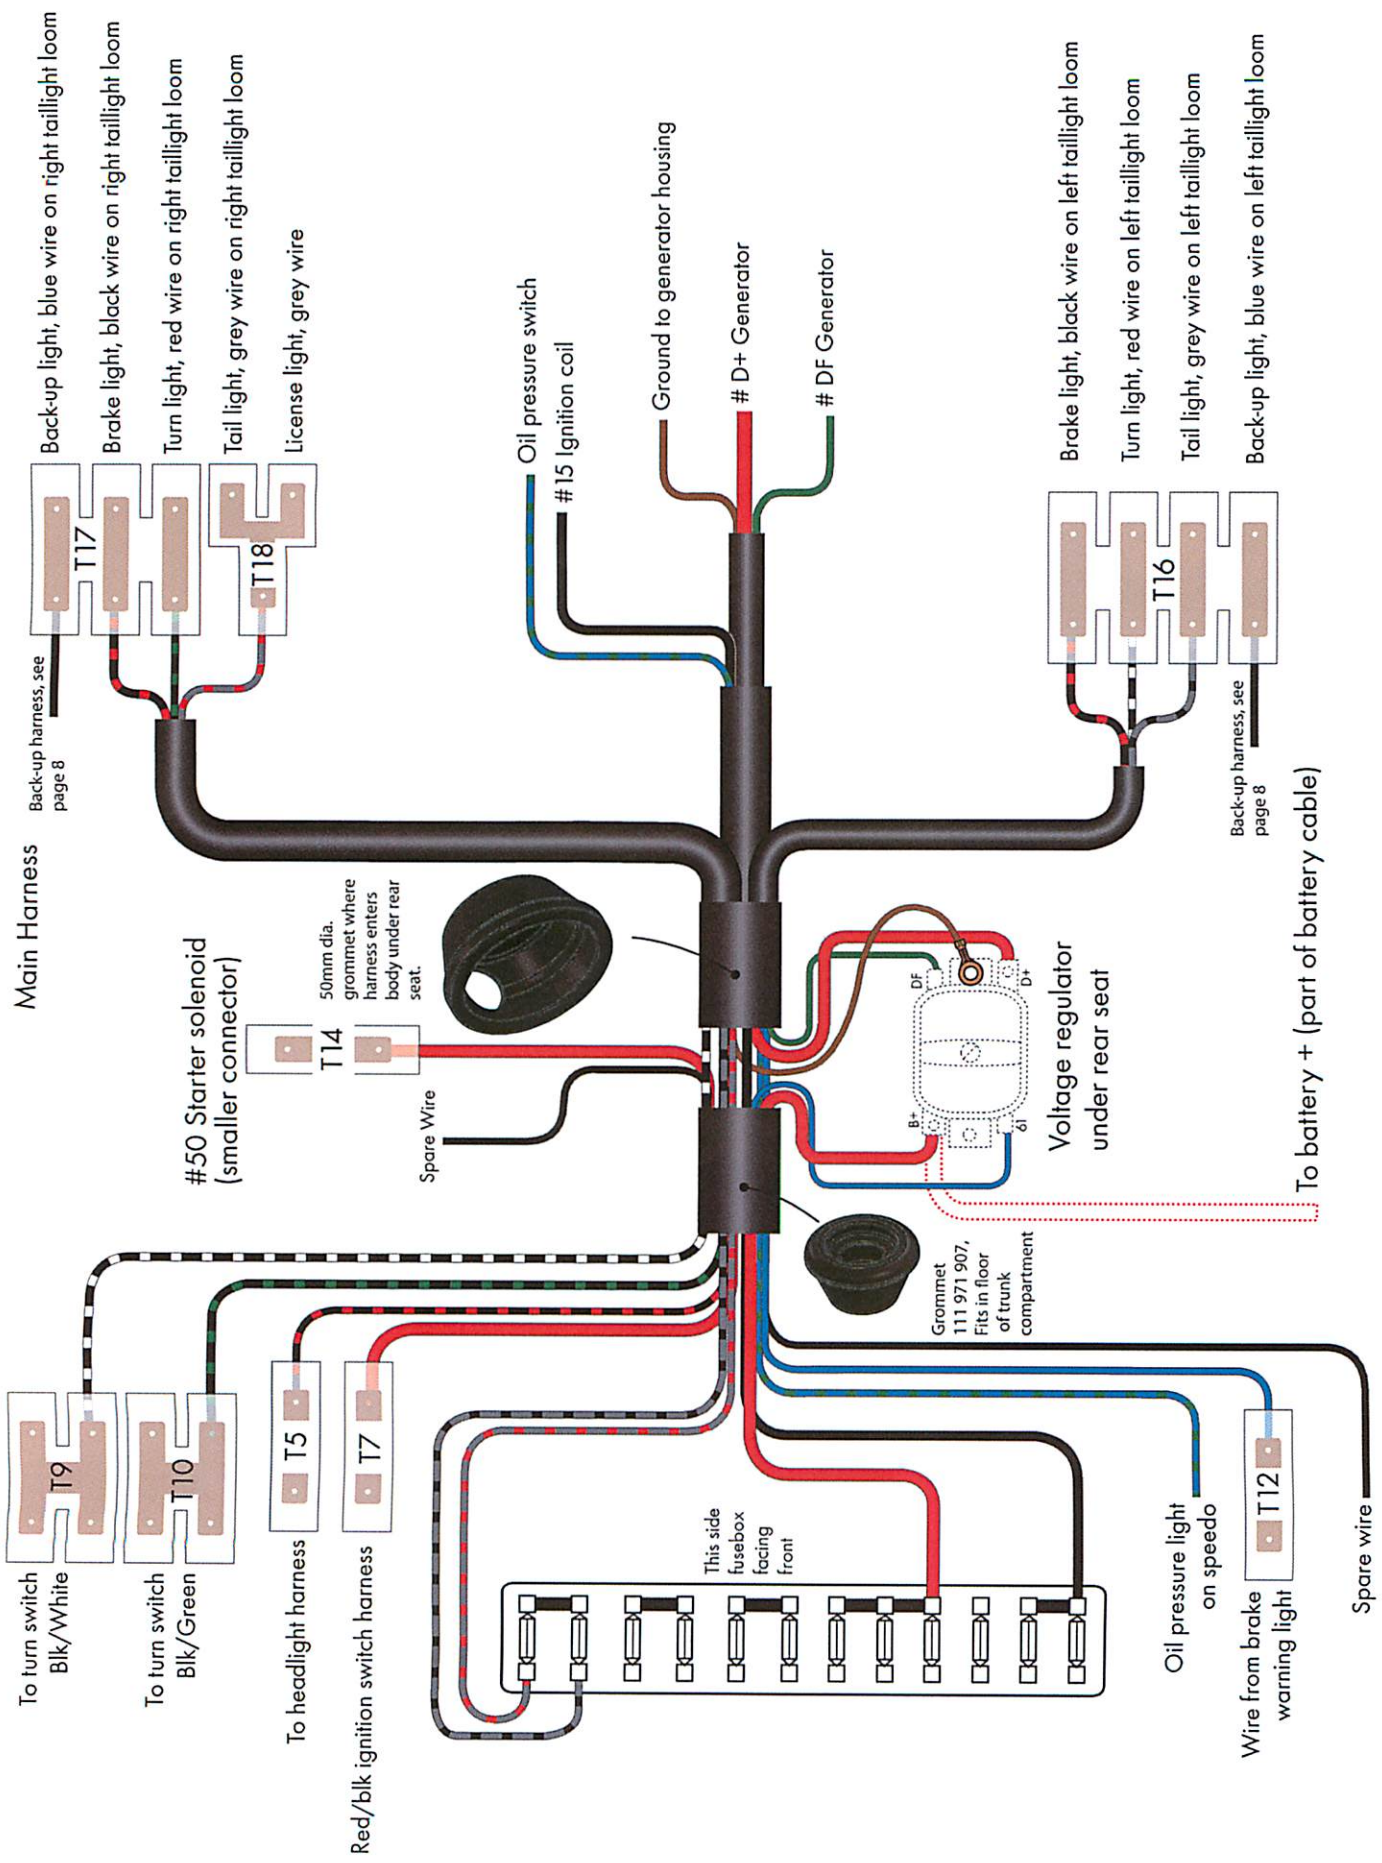 Main Harness
Back-up light, blue wire on right taillight loom
Brake light, black wire on right taillight loom
Turn light, red wire on right taillight loom
Tail light, grey wire on right taillight loom
License light, grey wire
T17
T18
Back-up harness, see
page 8
Oil pressure switch
#15 Ignition coil
Ground to generator housing
# D+ Generator
# DF Generator
Brake light, black wire on left taillight loom
Turn light, red wire on left taillight loom
Tail light, grey wire on left taillight loom
Back-up light, blue wire on left taillight loom
T16
Back-up harness, see
page 8
#50 Starter solenoid
(smaller connector)
T14
50mm dia.
grommet where
harness enters
body under rear
seat.
Spare Wire
DF
D+
B+
61
Voltage regulator
under rear seat
To battery + (part of battery cable)
Grommet
111 971 907,
Fits in floor
of trunk
compartment
T9
T10
T5
T7
To turn switch
Blk/White
To turn switch
Blk/Green
To headlight harness
Red/blk ignition switch harness
This side
fusebox
facing
front
Oil pressure light
on speedo
T12
Wire from brake
warning light
Spare wire